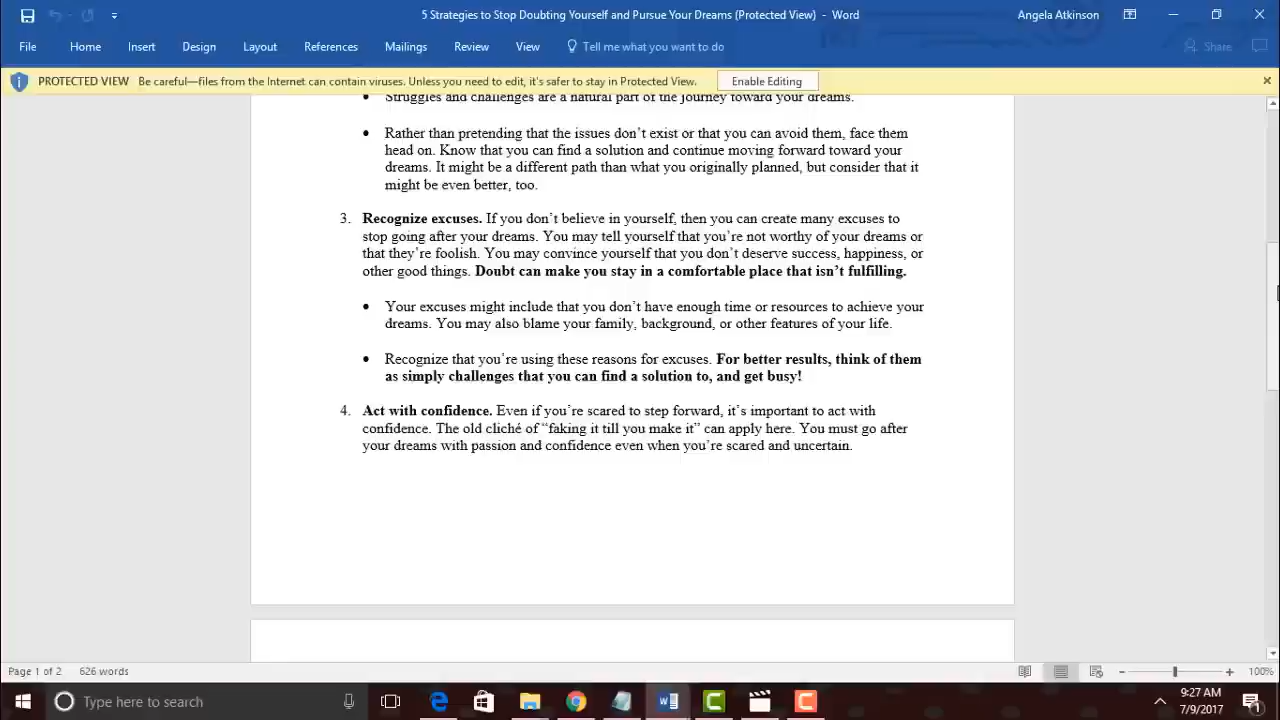 5 Strategies to Stop Doubting Yourself and Pursue Your Dreams (Protected View) - Word
Angela Atkinson
File
Home
Insert
Design
Layout
References
Mailings
Review
View
Tell me what you want to do
Share
PROTECTED VIEW Be careful—files from the Internet can contain viruses. Unless you need to edit, it's safer to stay in Protected View.
Enable Editing
• Struggles and challenges are a natural part of the journey toward your dreams.
• Rather than pretending that the issues don’t exist or that you can avoid them, face them
head on. Know that you can find a solution and continue moving forward toward your
dreams. It might be a different path than what you originally planned, but consider that it
might be even better, too.
3. Recognize excuses. If you don’t believe in yourself, then you can create many excuses to
stop going after your dreams. You may tell yourself that you’re not worthy of your dreams or
that they’re foolish. You may convince yourself that you don’t deserve success, happiness, or
other good things. Doubt can make you stay in a comfortable place that isn’t fulfilling.
• Your excuses might include that you don’t have enough time or resources to achieve your
dreams. You may also blame your family, background, or other features of your life.
• Recognize that you’re using these reasons for excuses. For better results, think of them
as simply challenges that you can find a solution to, and get busy!
4. Act with confidence. Even if you’re scared to step forward, it’s important to act with
confidence. The old cliché of “faking it till you make it” can apply here. You must go after
your dreams with passion and confidence even when you’re scared and uncertain.
Page 1 of 2
626 words
100%
Type here to search
9:27 AM
7/9/2017